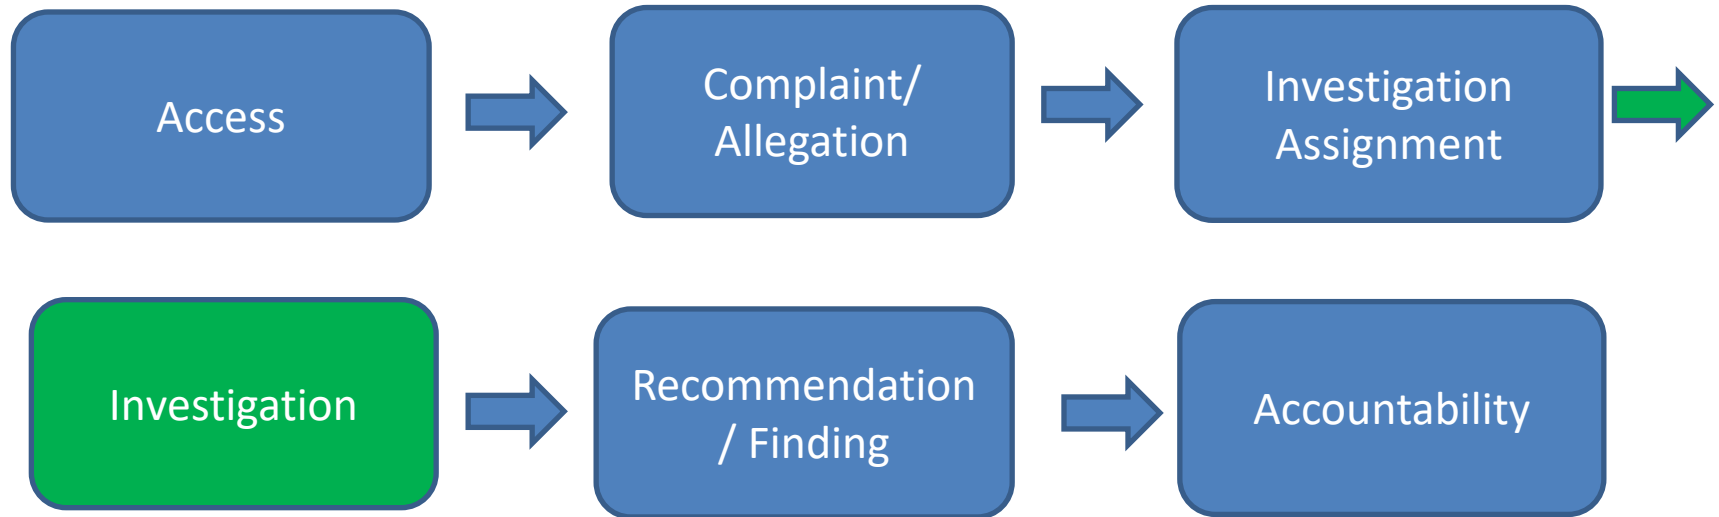 Access
Complaint/
Allegation
Investigation
Assignment
Investigation
Recommendation
/ Finding
Accountability